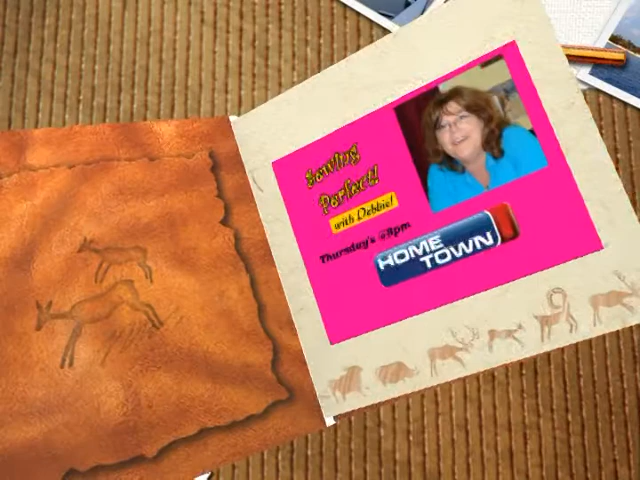 Sewing
Perfect!
with Debbie!
Thursday's @8pm
HOME
TOWN